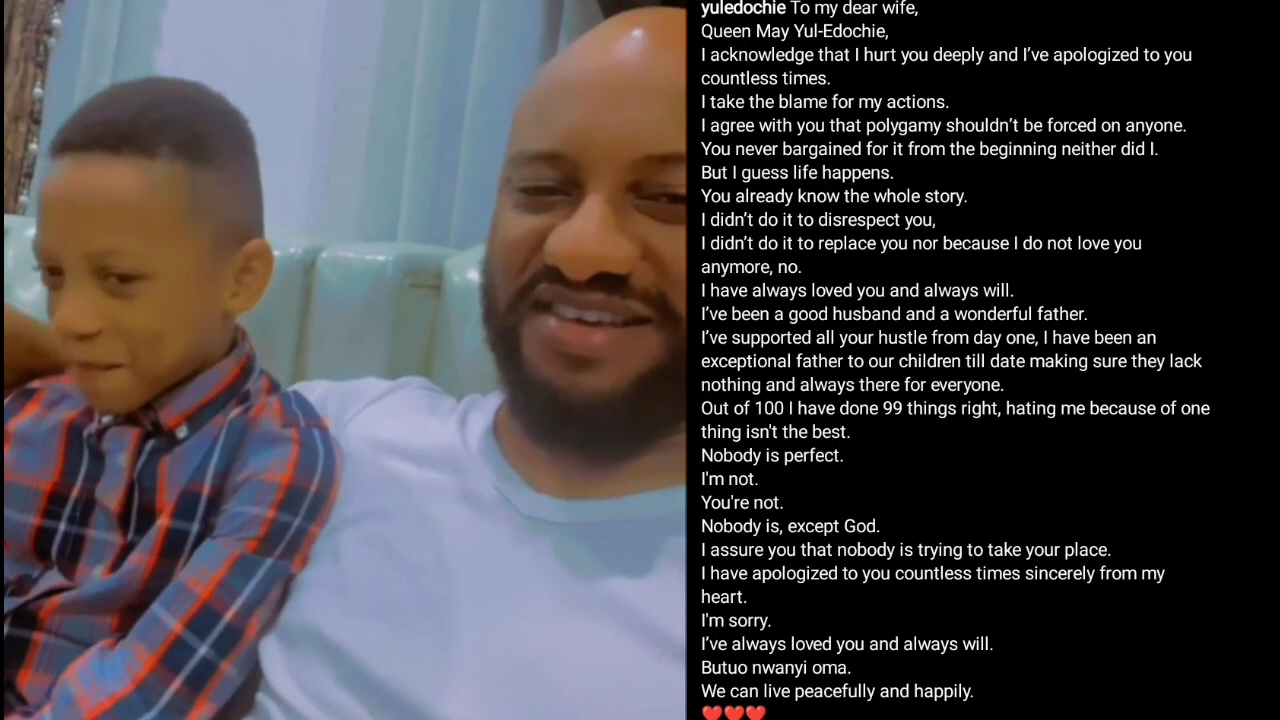 yuledochie To my dear wife,
Queen May Yul-Edochie,
I acknowledge that I hurt you deeply and I’ve apologized to you
countless times.
I take the blame for my actions.
I agree with you that polygamy shouldn’t be forced on anyone.
You never bargained for it from the beginning neither did I.
But I guess life happens.
You already know the whole story.
I didn’t do it to disrespect you,
I didn’t do it to replace you nor because I do not love you
anymore, no.
I have always loved you and always will.
I’ve been a good husband and a wonderful father.
I’ve supported all your hustle from day one, I have been an
exceptional father to our children till date making sure they lack
nothing and always there for everyone.
Out of 100 I have done 99 things right, hating me because of one
thing isn't the best.
Nobody is perfect.
I'm not.
You're not.
Nobody is, except God.
I assure you that nobody is trying to take your place.
I have apologized to you countless times sincerely from my
heart.
I'm sorry.
I’ve always loved you and always will.
Butuo nwanyi oma.
We can live peacefully and happily.
❤️❤️❤️